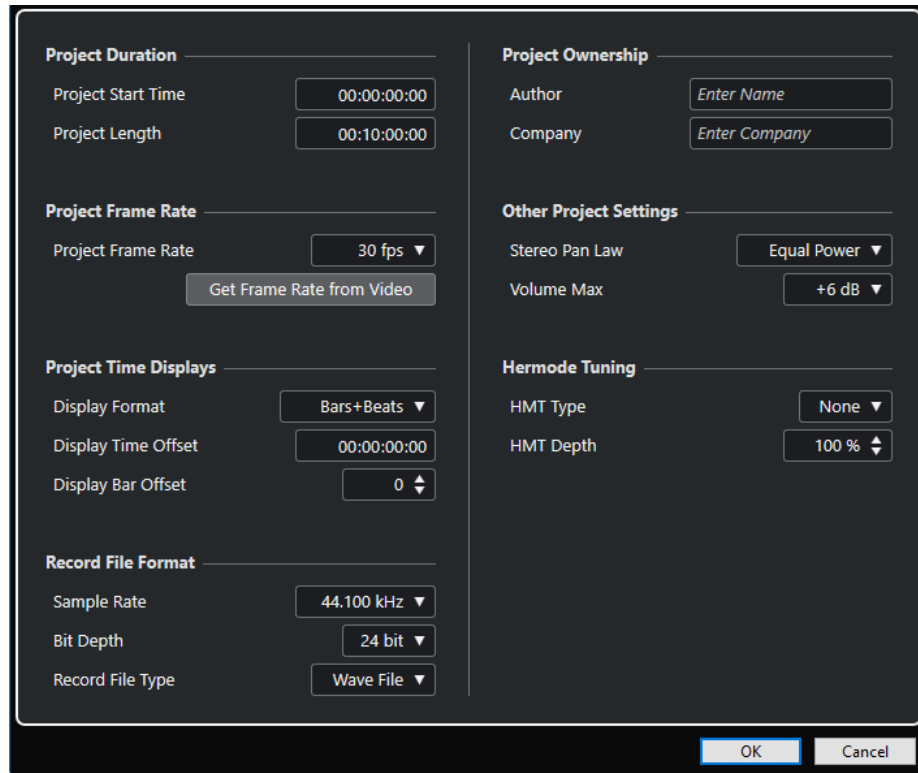 Project Duration
Project Start Time 00:00:00:00
Project Length 00:10:00:00
Project Frame Rate
Project Frame Rate 30 fps
Get Frame Rate from Video
Project Time Displays
Display Format Bars+Beats
Display Time Offset 00:00:00:00
Display Bar Offset 0
Record File Format
Sample Rate 44.100 kHz
Bit Depth 24 bit
Record File Type Wave File
Project Ownership
Author Enter Name
Company Enter Company
Other Project Settings
Stereo Pan Law Equal Power
Volume Max +6 dB
Hermode Tuning
HMT Type None
HMT Depth 100 %
OK Cancel